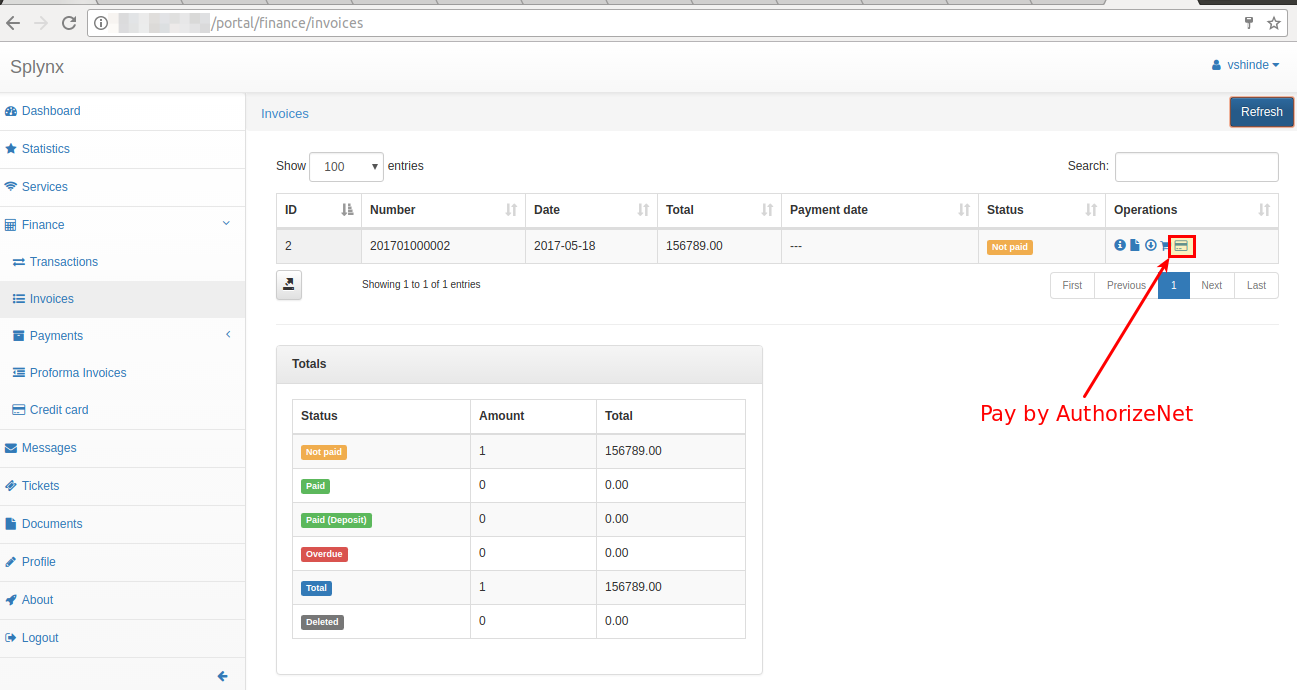 /portal/finance/invoices
Splynx
vshinde
Dashboard
Statistics
Services
Finance
Transactions
Invoices
Payments
Proforma Invoices
Credit card
Messages
Tickets
Documents
Profile
About
Logout
Invoices
Refresh
Show 100 entries
Search:
ID Number Date Total Payment date Status Operations
2 201701000002 2017-05-18 156789.00 --- Not paid
Showing 1 to 1 of 1 entries
First Previous 1 Next Last
Pay by AuthorizeNet
Totals
Status Amount Total
Not paid 1 156789.00
Paid 0 0.00
Paid (Deposit) 0 0.00
Overdue 0 0.00
Total 1 156789.00
Deleted 0 0.00